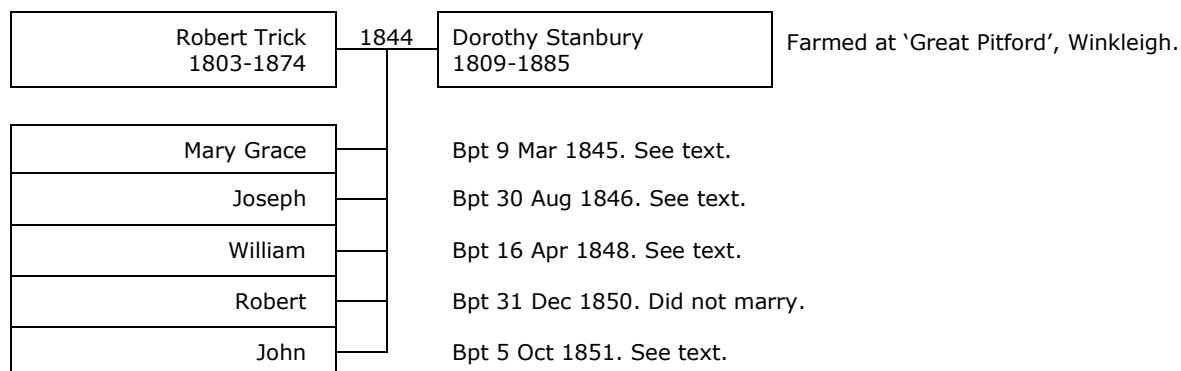 Robert Trick
1803-1874
1844
Dorothy Stanbury
1809-1885
Farmed at ‘Great Pitford’, Winkleigh.
Mary Grace
Bpt 9 Mar 1845. See text.
Joseph
Bpt 30 Aug 1846. See text.
William
Bpt 16 Apr 1848. See text.
Robert
Bpt 31 Dec 1850. Did not marry.
John
Bpt 5 Oct 1851. See text.